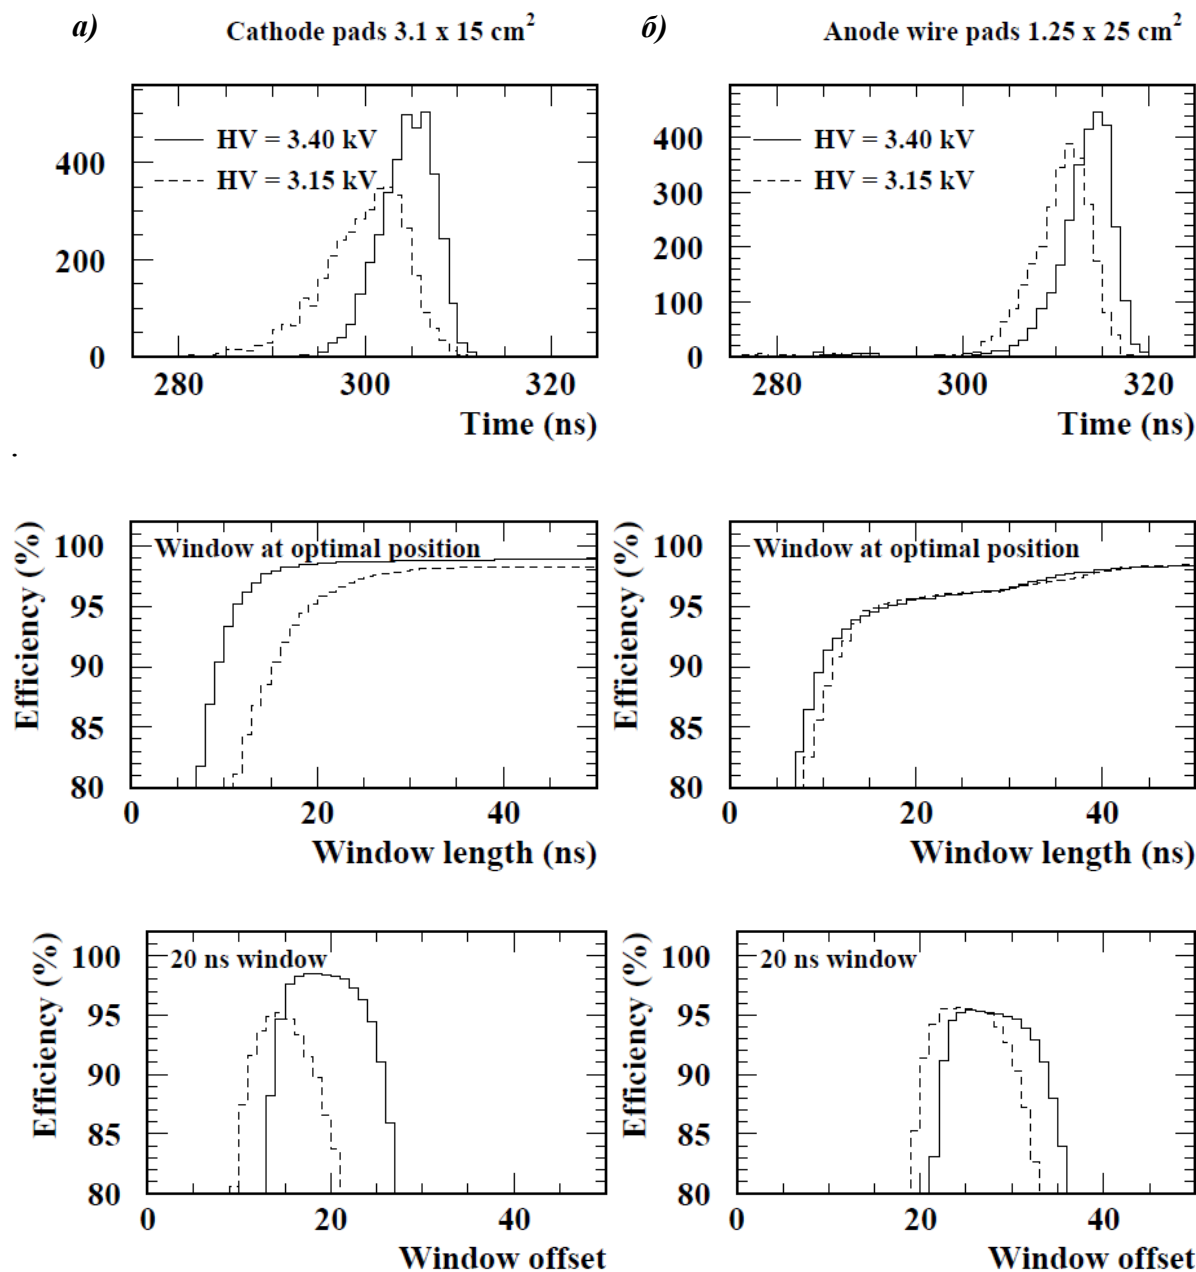 а) Cathode pads 3.1 x 15 cm² б) Anode wire pads 1.25 x 25 cm²
HV = 3.40 kV
HV = 3.15 kV
400
200
0
280 300 320
Time (ns)
HV = 3.40 kV
HV = 3.15 kV
400
300
200
100
0
280 300 320
Time (ns)
.
Efficiency (%)
100
95
90
85
80
Window at optimal position
0 20 40
Window length (ns)
Efficiency (%)
100
95
90
85
80
Window at optimal position
0 20 40
Window length (ns)
Efficiency (%)
100
95
90
85
80
20 ns window
0 20 40
Window offset
Efficiency (%)
100
95
90
85
80
20 ns window
0 20 40
Window offset